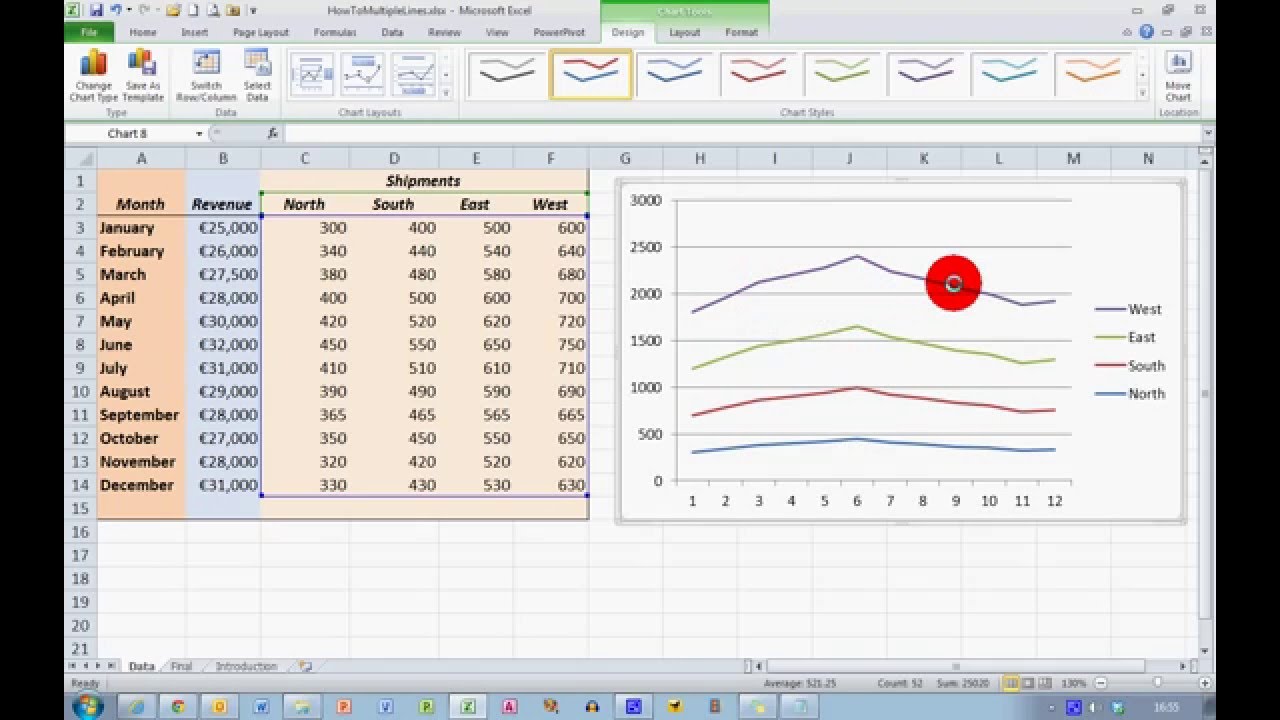 HowToMultipleLines.xlsx - Microsoft Excel
Chart Tools
File Home Insert Page Layout Formulas Data Review View PowerPivot Design Layout Format
Change Chart Type
Save As Template
Switch Row/Column
Select Data
Move Chart
Type Data Chart Layouts Chart Styles Location
Chart 8 fx
A B C D E F G H I J K L M N
1 Shipments
2 Month Revenue North South East West
3 January €25,000 300 400 500 600
4 February €26,000 340 440 540 640
5 March €27,500 380 480 580 680
6 April €28,000 400 500 600 700
7 May €30,000 420 520 620 720
8 June €32,000 450 550 650 750
9 July €31,000 410 510 610 710
10 August €29,000 390 490 590 690
11 September €28,000 365 465 565 665
12 October €27,000 350 450 550 650
13 November €28,000 320 420 520 620
14 December €31,000 330 430 530 630
15
16
17
18
19
20
21
3000
2500
2000
1500
1000
500
0
1 2 3 4 5 6 7 8 9 10 11 12
West
East
South
North
Data Final Introduction
Ready Average: 521.25 Count: 52 Sum: 25020 130%
16:55